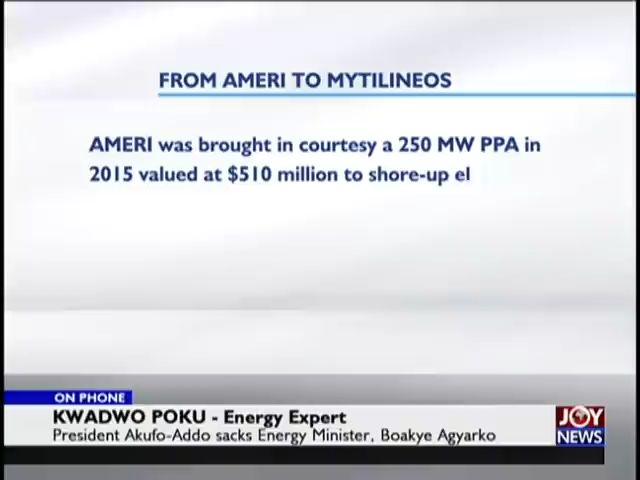 FROM AMERI TO MYTILINEOS
AMERI was brought in courtesy a 250 MW PPA in
2015 valued at $510 million to shore-up el
ON PHONE
KWADWO POKU - Energy Expert
President Akufo-Addo sacks Energy Minister, Boakye Agyarko
JOY
NEWS